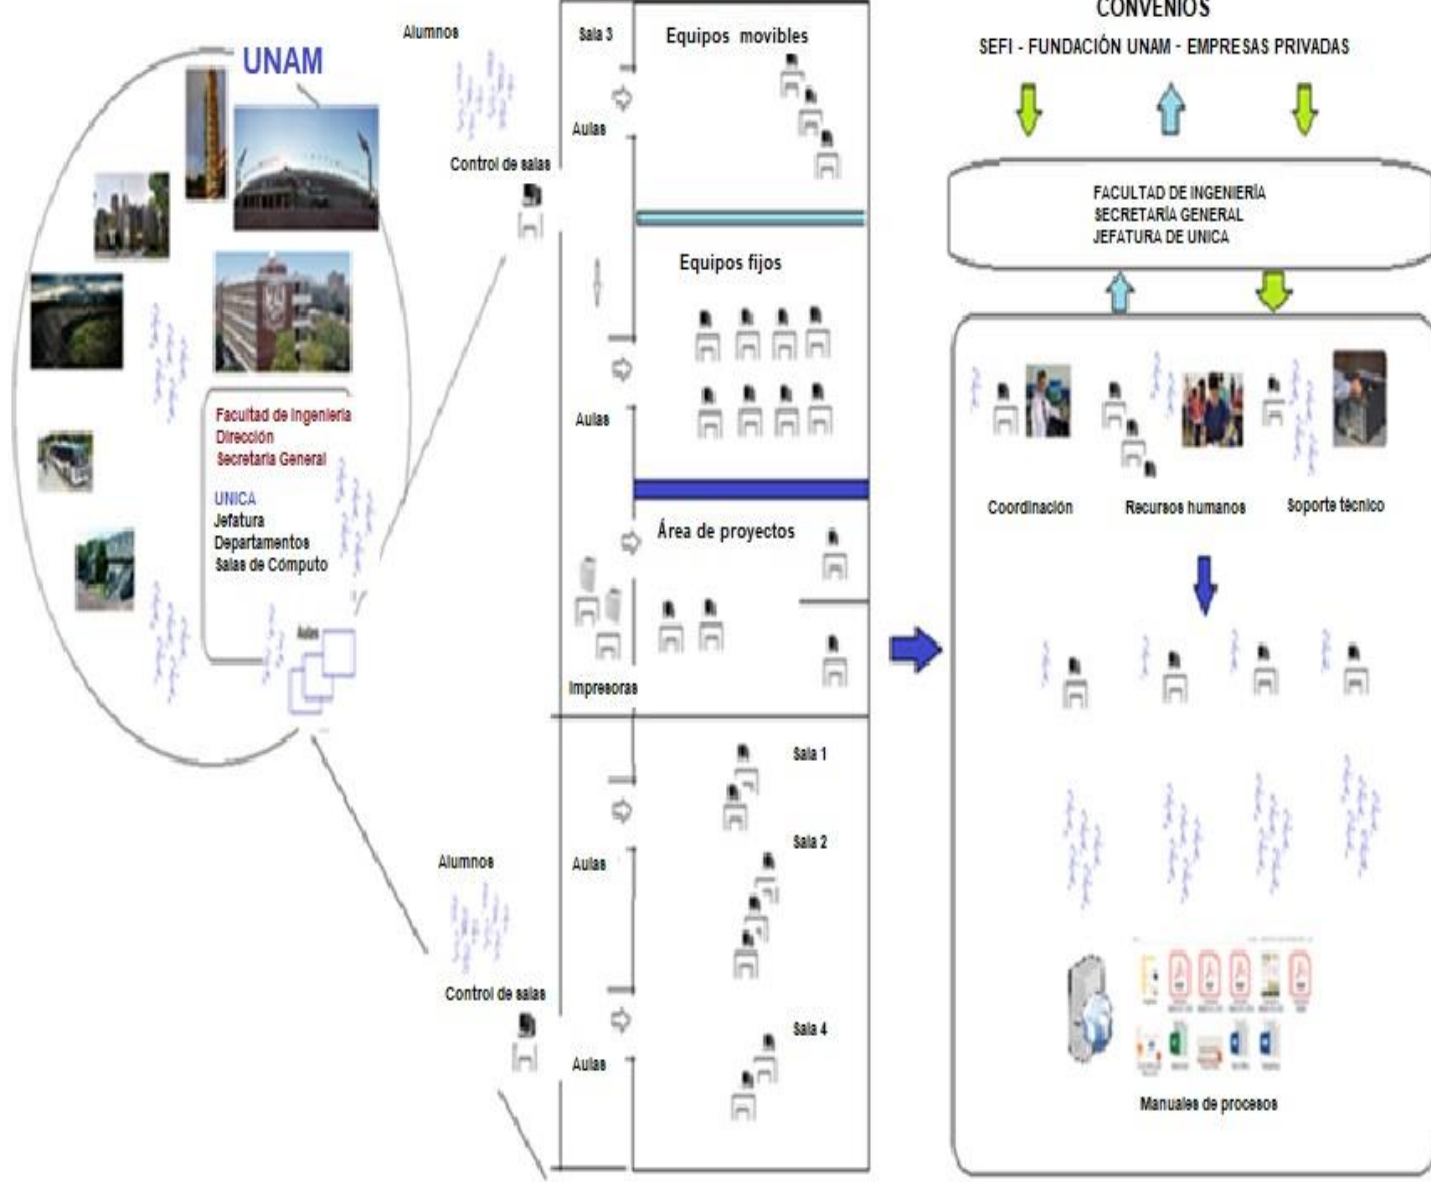 UNAM
Facultad de Ingeniería
Dirección
Secretaria General
UNICA
Jefatura
Departamentos
Salas de Cómputo
Aulas
Alumnos
Control de salas
Sala 3
Aulas
Aulas
Impresoras
Equipos movibles
Equipos fijos
Área de proyectos
Alumnos
Control de salas
Aulas
Aulas
Sala 1
Sala 2
Sala 4
CONVENIOS
SEFI - FUNDACIÓN UNAM - EMPRESAS PRIVADAS
FACULTAD DE INGENIERÍA
SECRETARÍA GENERAL
JEFATURA DE UNICA
Coordinación
Recursos humanos
Soporte técnico
Manuales de procesos